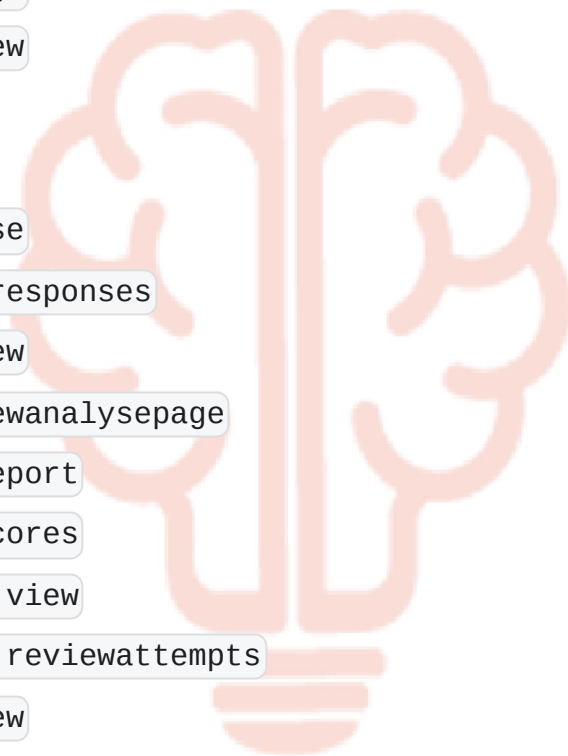 ew
se
responses
ew
ewanalysepage
eport
cores
view
reviewattempts
ew